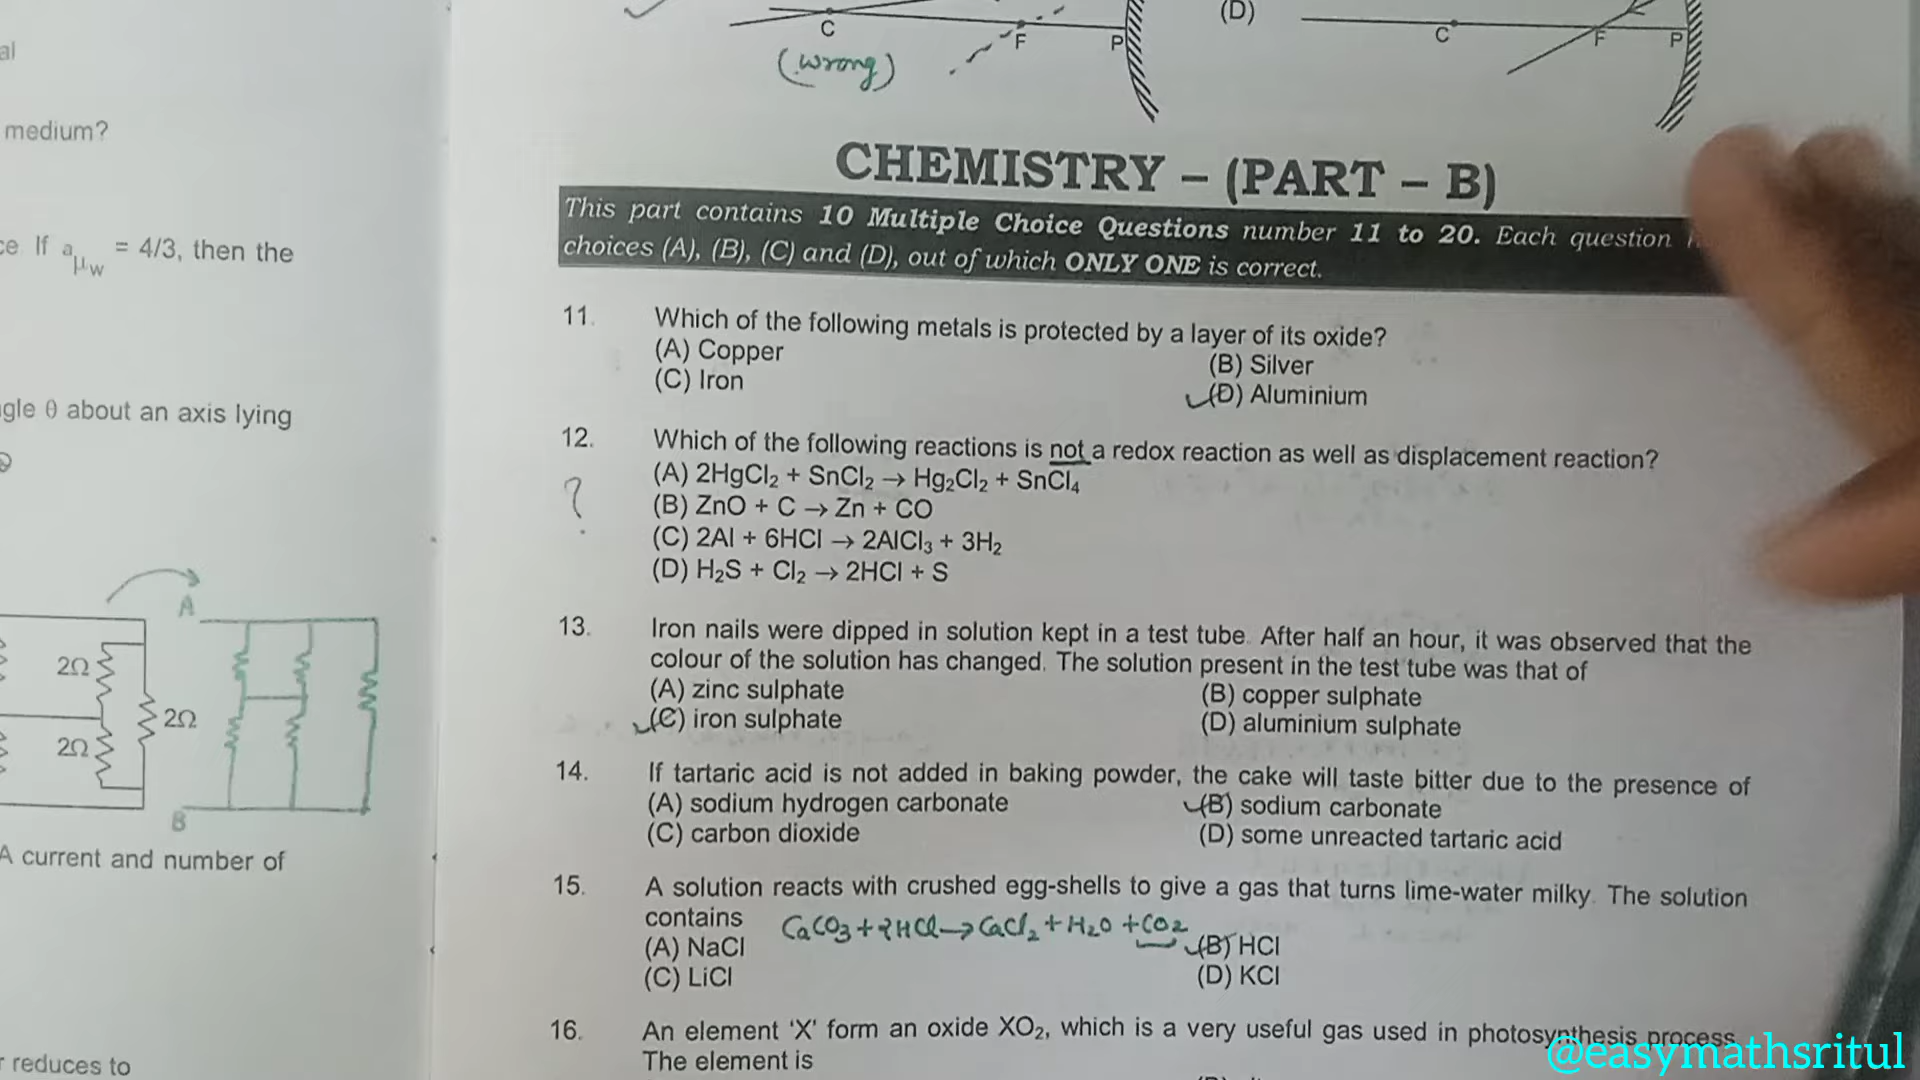 al
medium?
If aμw = 4/3, then the
gle θ about an axis lying
A
2Ω
2Ω
2Ω
B
A current and number of
reduces to
C
F
P
(wrong)
(D)
C
F
P
CHEMISTRY – (PART – B)
This part contains 10 Multiple Choice Questions number 11 to 20. Each question
choices (A), (B), (C) and (D), out of which ONLY ONE is correct.
11. Which of the following metals is protected by a layer of its oxide?
(A) Copper (B) Silver
(C) Iron (D) Aluminium
12. Which of the following reactions is not a redox reaction as well as displacement reaction?
(A) 2HgCl₂ + SnCl₂ → Hg₂Cl₂ + SnCl₄
?
(B) ZnO + C → Zn + CO
(C) 2Al + 6HCl → 2AlCl₃ + 3H₂
(D) H₂S + Cl₂ → 2HCl + S
13. Iron nails were dipped in solution kept in a test tube. After half an hour, it was observed that the
colour of the solution has changed. The solution present in the test tube was that of
(A) zinc sulphate (B) copper sulphate
(C) iron sulphate (D) aluminium sulphate
14. If tartaric acid is not added in baking powder, the cake will taste bitter due to the presence of
(A) sodium hydrogen carbonate (B) sodium carbonate
(C) carbon dioxide (D) some unreacted tartaric acid
15. A solution reacts with crushed egg-shells to give a gas that turns lime-water milky. The solution
contains CaCO₃ + 2HCl → CaCl₂ + H₂O + CO₂
(A) NaCl (B) HCl
(C) LiCl (D) KCl
16. An element ‘X’ form an oxide XO₂, which is a very useful gas used in photosynthesis process.
The element is
@easymathsritul